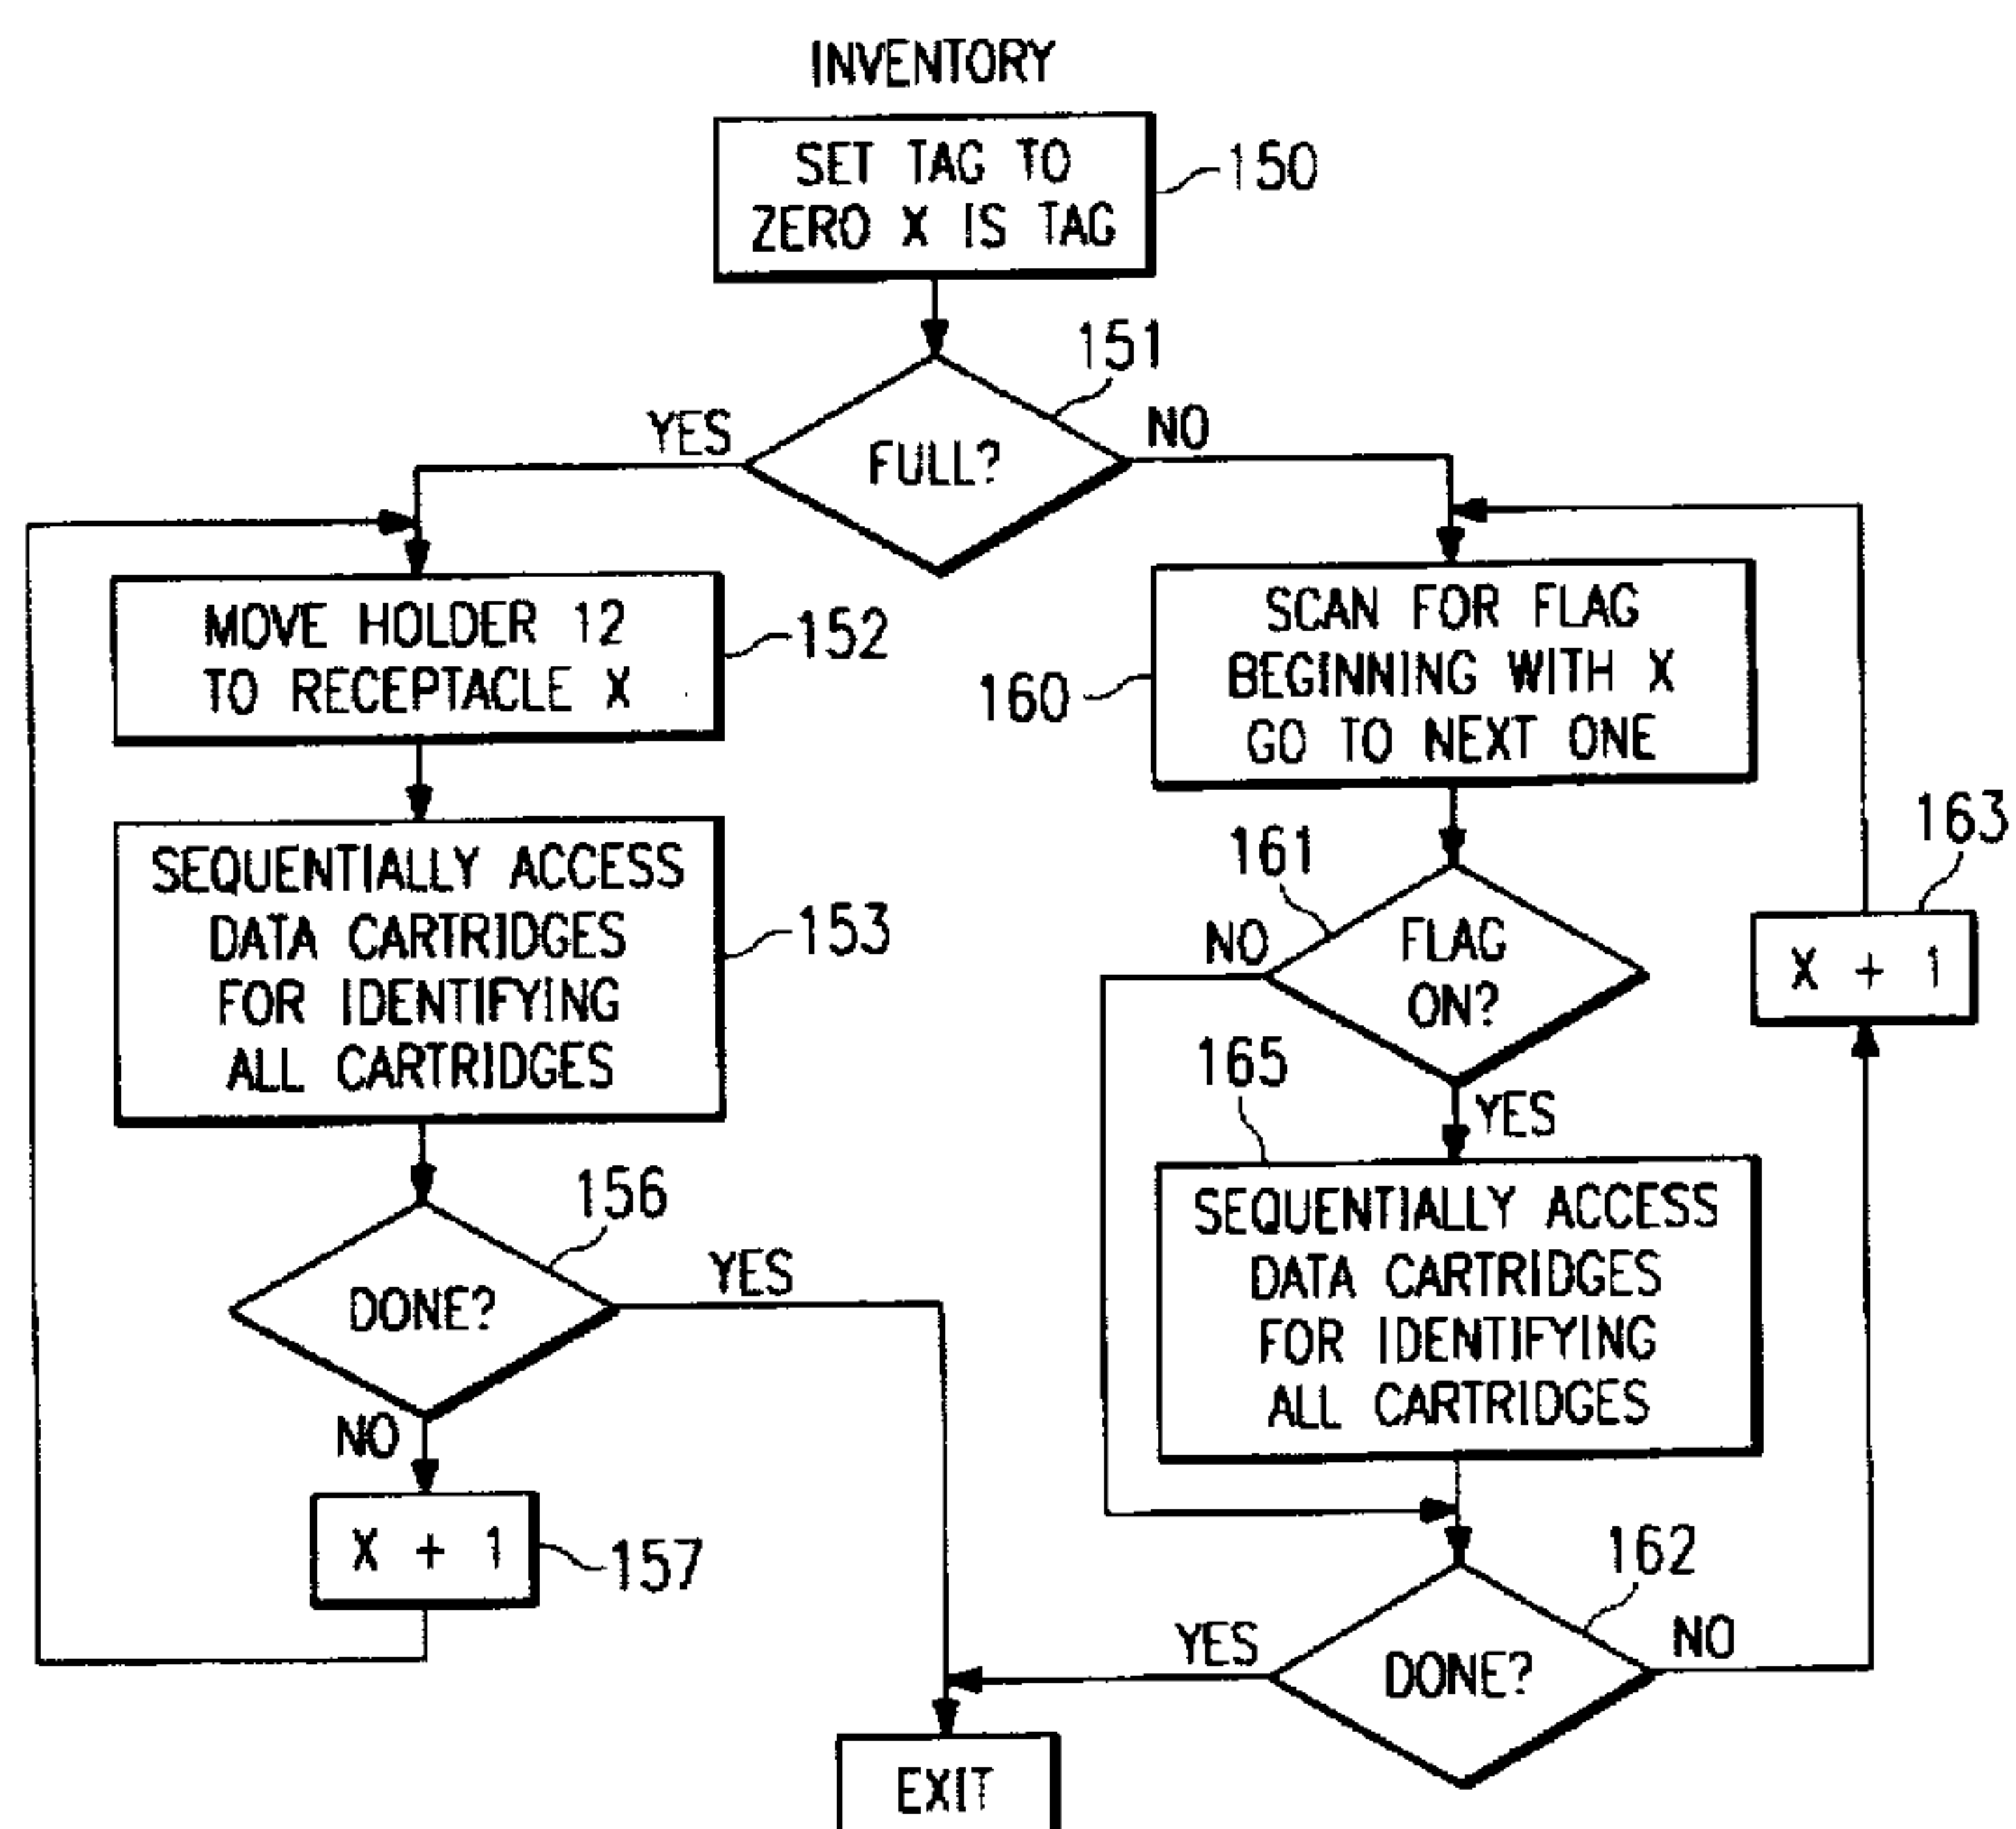 INVENTORY
SET TAG TO
ZERO X IS TAG
150
151
YES
FULL?
NO
MOVE HOLDER 12
TO RECEPTACLE X
152
SCAN FOR FLAG
BEGINNING WITH X
GO TO NEXT ONE
160
SEQUENTIALLY ACCESS
DATA CARTRIDGES
FOR IDENTIFYING
ALL CARTRIDGES
153
161
NO
FLAG
ON?
YES
163
X + 1
165
SEQUENTIALLY ACCESS
DATA CARTRIDGES
FOR IDENTIFYING
ALL CARTRIDGES
156
DONE?
YES
NO
X + 1
157
162
YES
DONE?
NO
EXIT